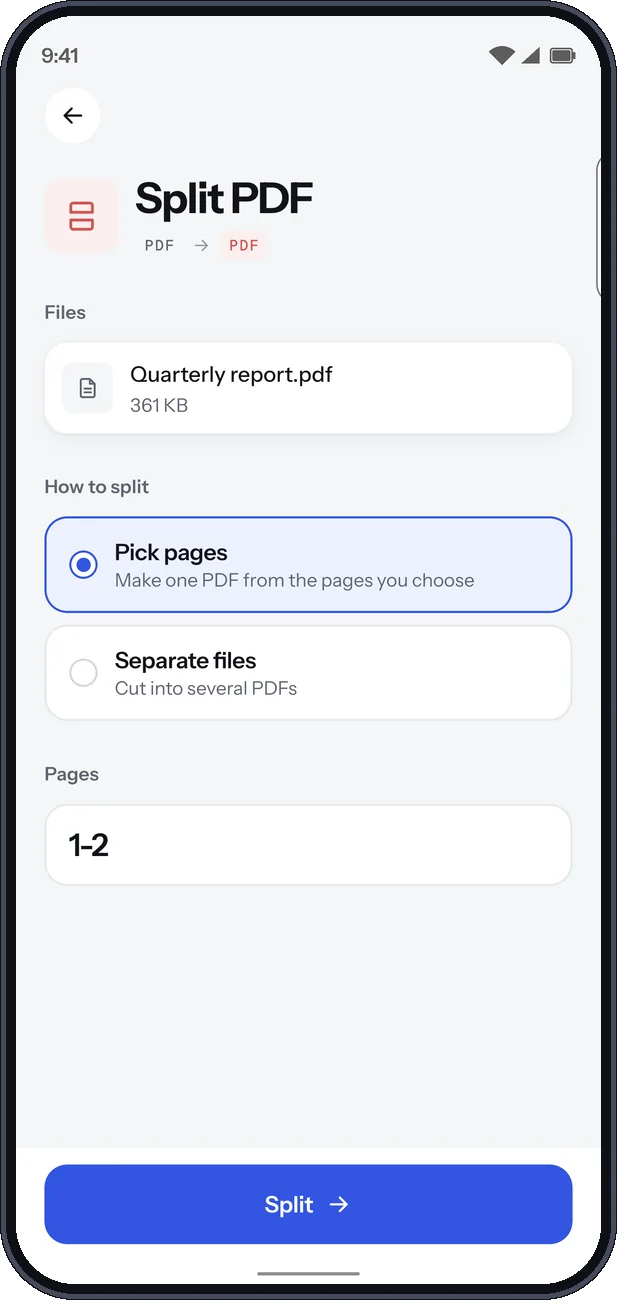 9:41
Split PDF
PDF → PDF
Files
Quarterly report.pdf
361 KB
How to split
Pick pages
Make one PDF from the pages you choose
Separate files
Cut into several PDFs
Pages
1–2
Split →